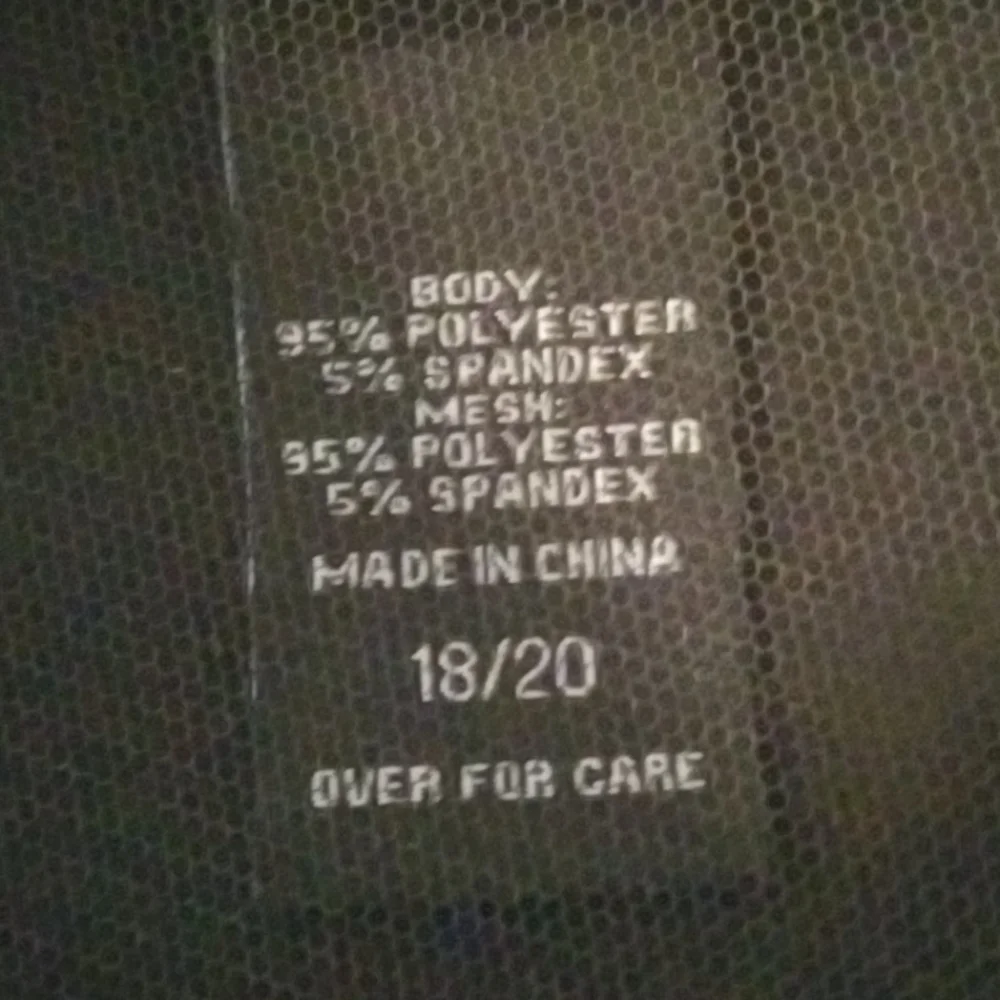 BODY:
95% POLYESTER
5% SPANDEX
MESH:
95% POLYESTER
5% SPANDEX
MADE IN CHINA
18/20
OVER FOR CARE